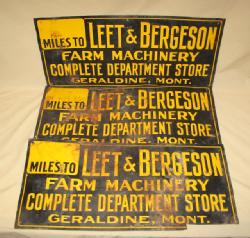 MILES TO LEET & BERGESON
FARM MACHINERY
COMPLETE DEPARTMENT STORE
GERALDINE, MONT.
MILES TO LEET & BERGESON
FARM MACHINERY
COMPLETE DEPARTMENT STORE
GERALDINE, MONT.
MILES TO LEET & BERGESON
FARM MACHINERY
COMPLETE DEPARTMENT STORE
GERALDINE, MONT.